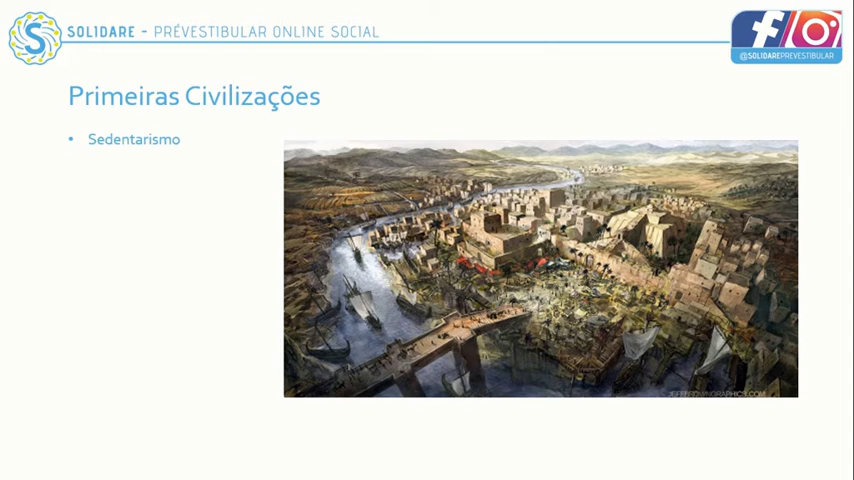 SOLIDARE - PRÉVESTIBULAR ONLINE SOCIAL
@SOLIDAREPREVESTIBULAR
Primeiras Civilizações
• Sedentarismo